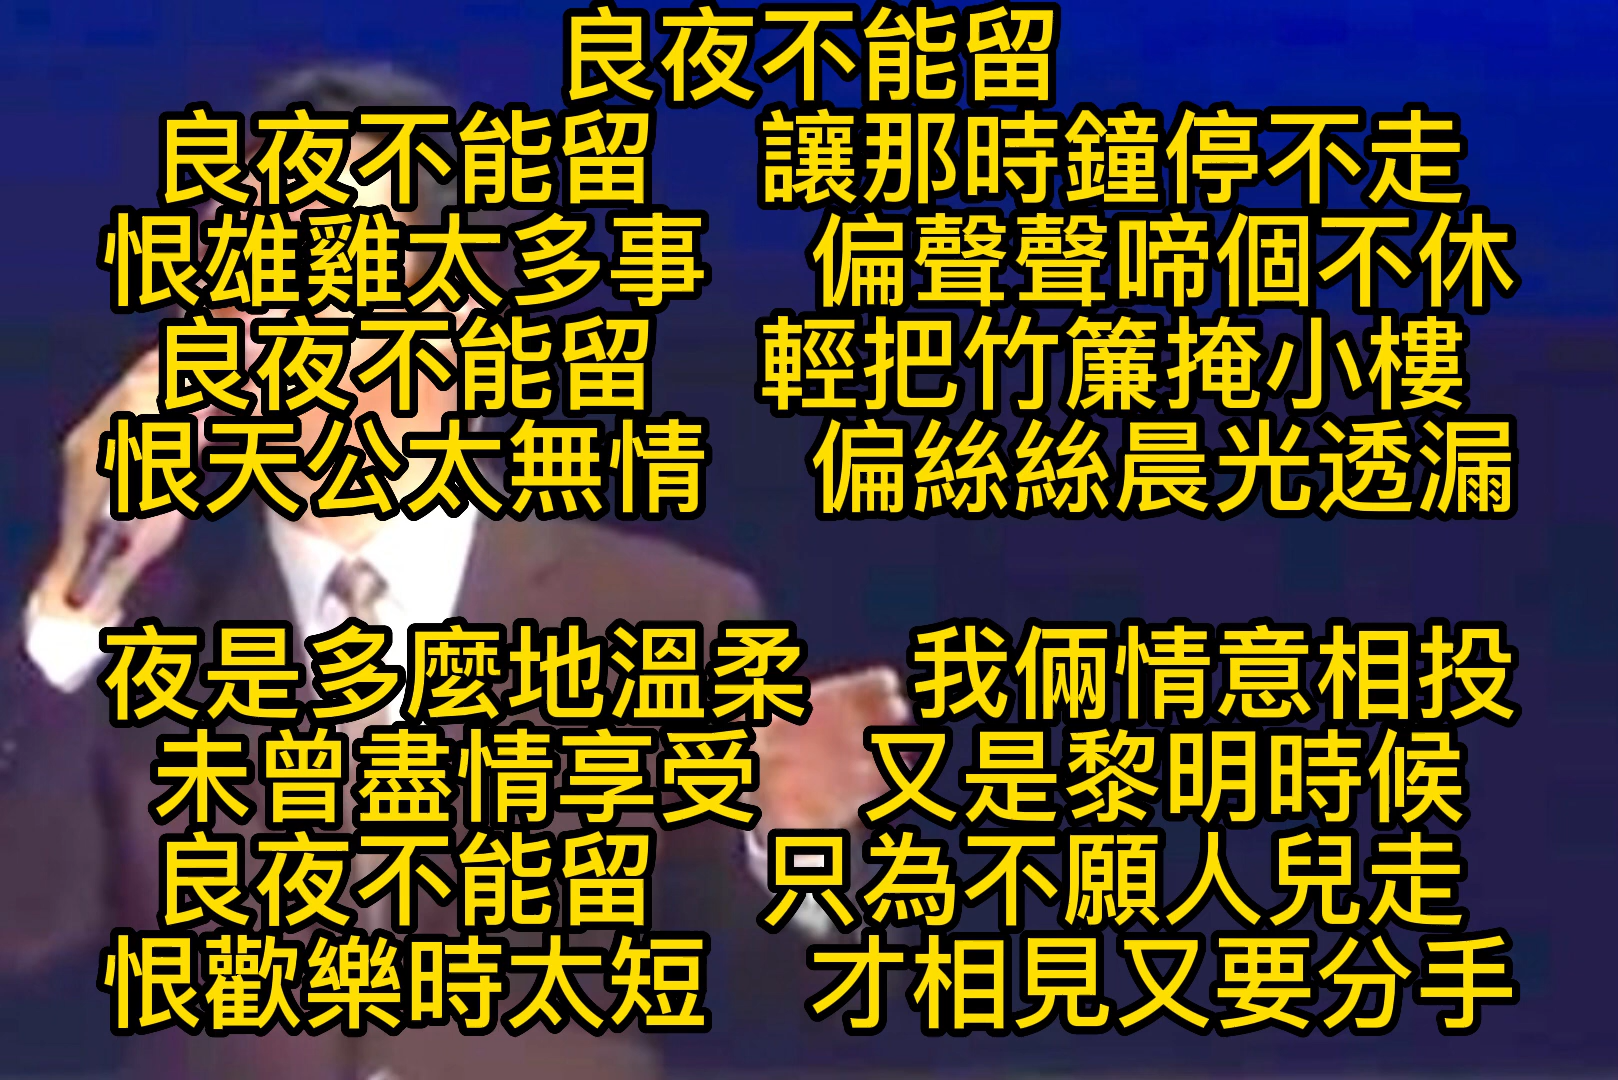 良夜不能留
良夜不能留　讓那時鐘停不走
恨雄雞太多事　偏聲聲啼個不休
良夜不能留　輕把竹簾掩小樓
恨天公太無情　偏絲絲晨光透漏
夜是多麼地溫柔　我倆情意相投
未曾盡情享受　又是黎明時候
良夜不能留　只為不願人兒走
恨歡樂時太短　才相見又要分手